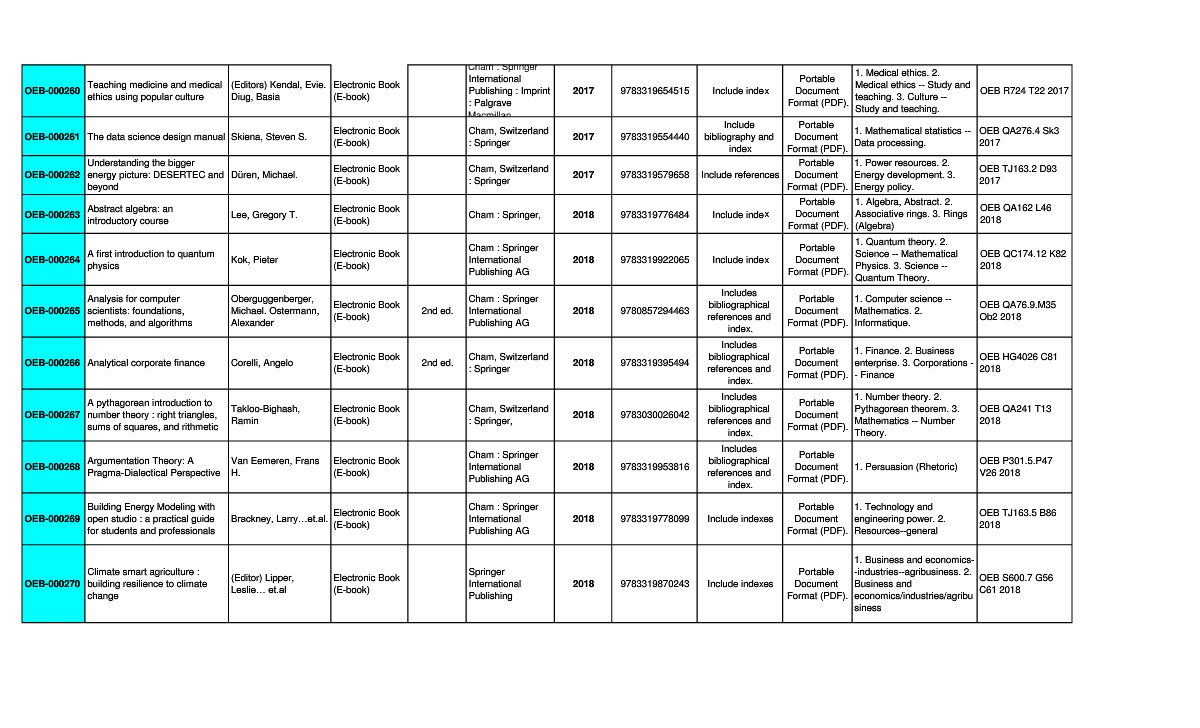 OEB-000260
Teaching medicine and medical
ethics using popular culture
(Editors) Kendal, Evie.
Diug, Basia
Electronic Book
(E-book)
Cham : Springer
International
Publishing : Imprint
: Palgrave
Macmillan
2017
9783319654515
Include index
Portable
Document
Format (PDF).
1. Medical ethics. 2.
Medical ethics -- Study and
teaching. 3. Culture --
Study and teaching.
OEB R724 T22 2017
OEB-000261
The data science design manual
Skiena, Steven S.
Electronic Book
(E-book)
Cham, Switzerland
: Springer
2017
9783319554440
Include
bibliography and
index
Portable
Document
Format (PDF).
1. Mathematical statistics --
Data processing.
OEB QA276.4 Sk3
2017
OEB-000262
Understanding the bigger
energy picture: DESERTEC and
beyond
Düren, Michael.
Electronic Book
(E-book)
Cham, Switzerland
: Springer
2017
9783319579658
Include references
Portable
Document
Format (PDF).
1. Power resources. 2.
Energy development. 3.
Energy policy.
OEB TJ163.2 D93
2017
OEB-000263
Abstract algebra: an
introductory course
Lee, Gregory T.
Electronic Book
(E-book)
Cham : Springer,
2018
9783319776484
Include index
Portable
Document
Format (PDF).
1. Algebra, Abstract. 2.
Associative rings. 3. Rings
(Algebra)
OEB QA162 L46
2018
OEB-000264
A first introduction to quantum
physics
Kok, Pieter
Electronic Book
(E-book)
Cham : Springer
International
Publishing AG
2018
9783319922065
Include index
Portable
Document
Format (PDF).
1. Quantum theory. 2.
Science -- Mathematical
Physics. 3. Science --
Quantum Theory.
OEB QC174.12 K82
2018
OEB-000265
Analysis for computer
scientists: foundations,
methods, and algorithms
Oberguggenberger,
Michael. Ostermann,
Alexander
Electronic Book
(E-book)
2nd ed.
Cham : Springer
International
Publishing AG
2018
9780857294463
Includes
bibliographical
references and
index.
Portable
Document
Format (PDF).
1. Computer science --
Mathematics. 2.
Informatique.
OEB QA76.9.M35
Ob2 2018
OEB-000266
Analytical corporate finance
Corelli, Angelo
Electronic Book
(E-book)
2nd ed.
Cham, Switzerland
: Springer
2018
9783319395494
Includes
bibliographical
references and
index.
Portable
Document
Format (PDF).
1. Finance. 2. Business
enterprise. 3. Corporations -
- Finance
OEB HG4026 C81
2018
OEB-000267
A pythagorean introduction to
number theory : right triangles,
sums of squares, and rithmetic
Takloo-Bighash,
Ramin
Electronic Book
(E-book)
Cham, Switzerland
: Springer,
2018
9783030026042
Includes
bibliographical
references and
index.
Portable
Document
Format (PDF).
1. Number theory. 2.
Pythagorean theorem. 3.
Mathematics -- Number
Theory.
OEB QA241 T13
2018
OEB-000268
Argumentation Theory: A
Pragma-Dialectical Perspective
Van Eemeren, Frans
H.
Electronic Book
(E-book)
Cham : Springer
International
Publishing AG
2018
9783319953816
Includes
bibliographical
references and
index.
Portable
Document
Format (PDF).
1. Persuasion (Rhetoric)
OEB P301.5.P47
V26 2018
OEB-000269
Building Energy Modeling with
open studio : a practical guide
for students and professionals
Brackney, Larry…et.al.
Electronic Book
(E-book)
Cham : Springer
International
Publishing AG
2018
9783319778099
Include indexes
Portable
Document
Format (PDF).
1. Technology and
engineering power. 2.
Resources--general
OEB TJ163.5 B86
2018
OEB-000270
Climate smart agriculture :
building resilience to climate
change
(Editor) Lipper,
Leslie… et.al
Electronic Book
(E-book)
Springer
International
Publishing
2018
9783319870243
Include indexes
Portable
Document
Format (PDF).
1. Business and economics-
-industries--agribusiness. 2.
Business and
economics/industries/agribu
siness
OEB S600.7 G56
C61 2018